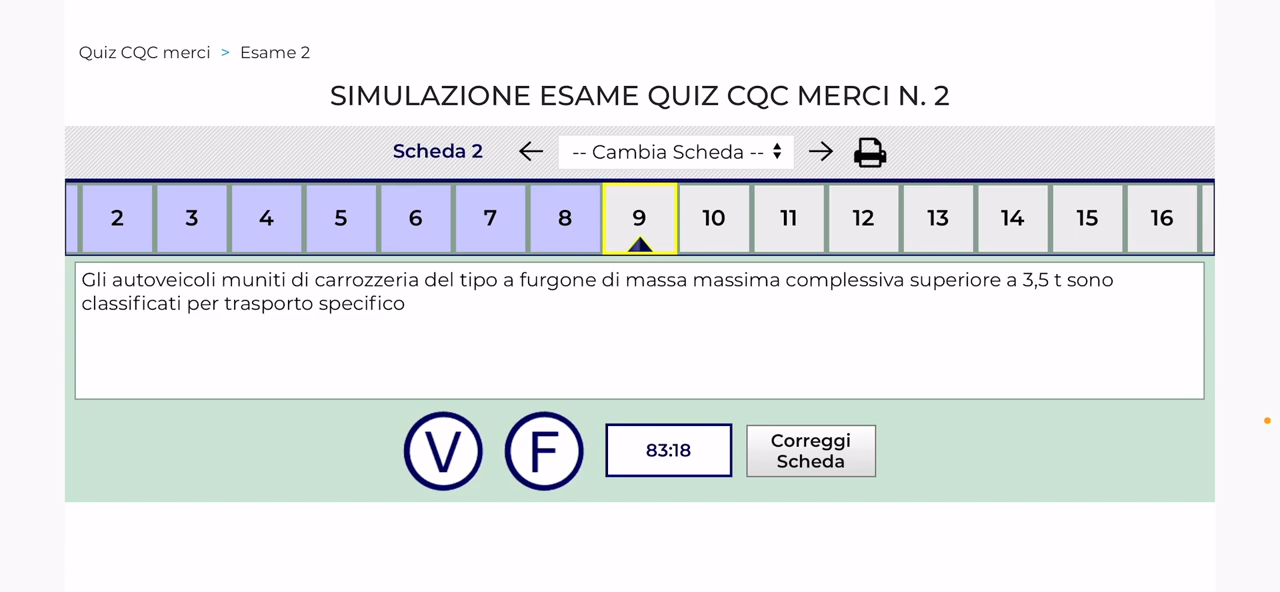 Quiz CQC merci > Esame 2
SIMULAZIONE ESAME QUIZ CQC MERCI N. 2
Scheda 2 ← -- Cambia Scheda -- →
2 3 4 5 6 7 8 9 10 11 12 13 14 15 16
Gli autoveicoli muniti di carrozzeria del tipo a furgone di massa massima complessiva superiore a 3,5 t sono
classificati per trasporto specifico
V F 83:18 Correggi
Scheda